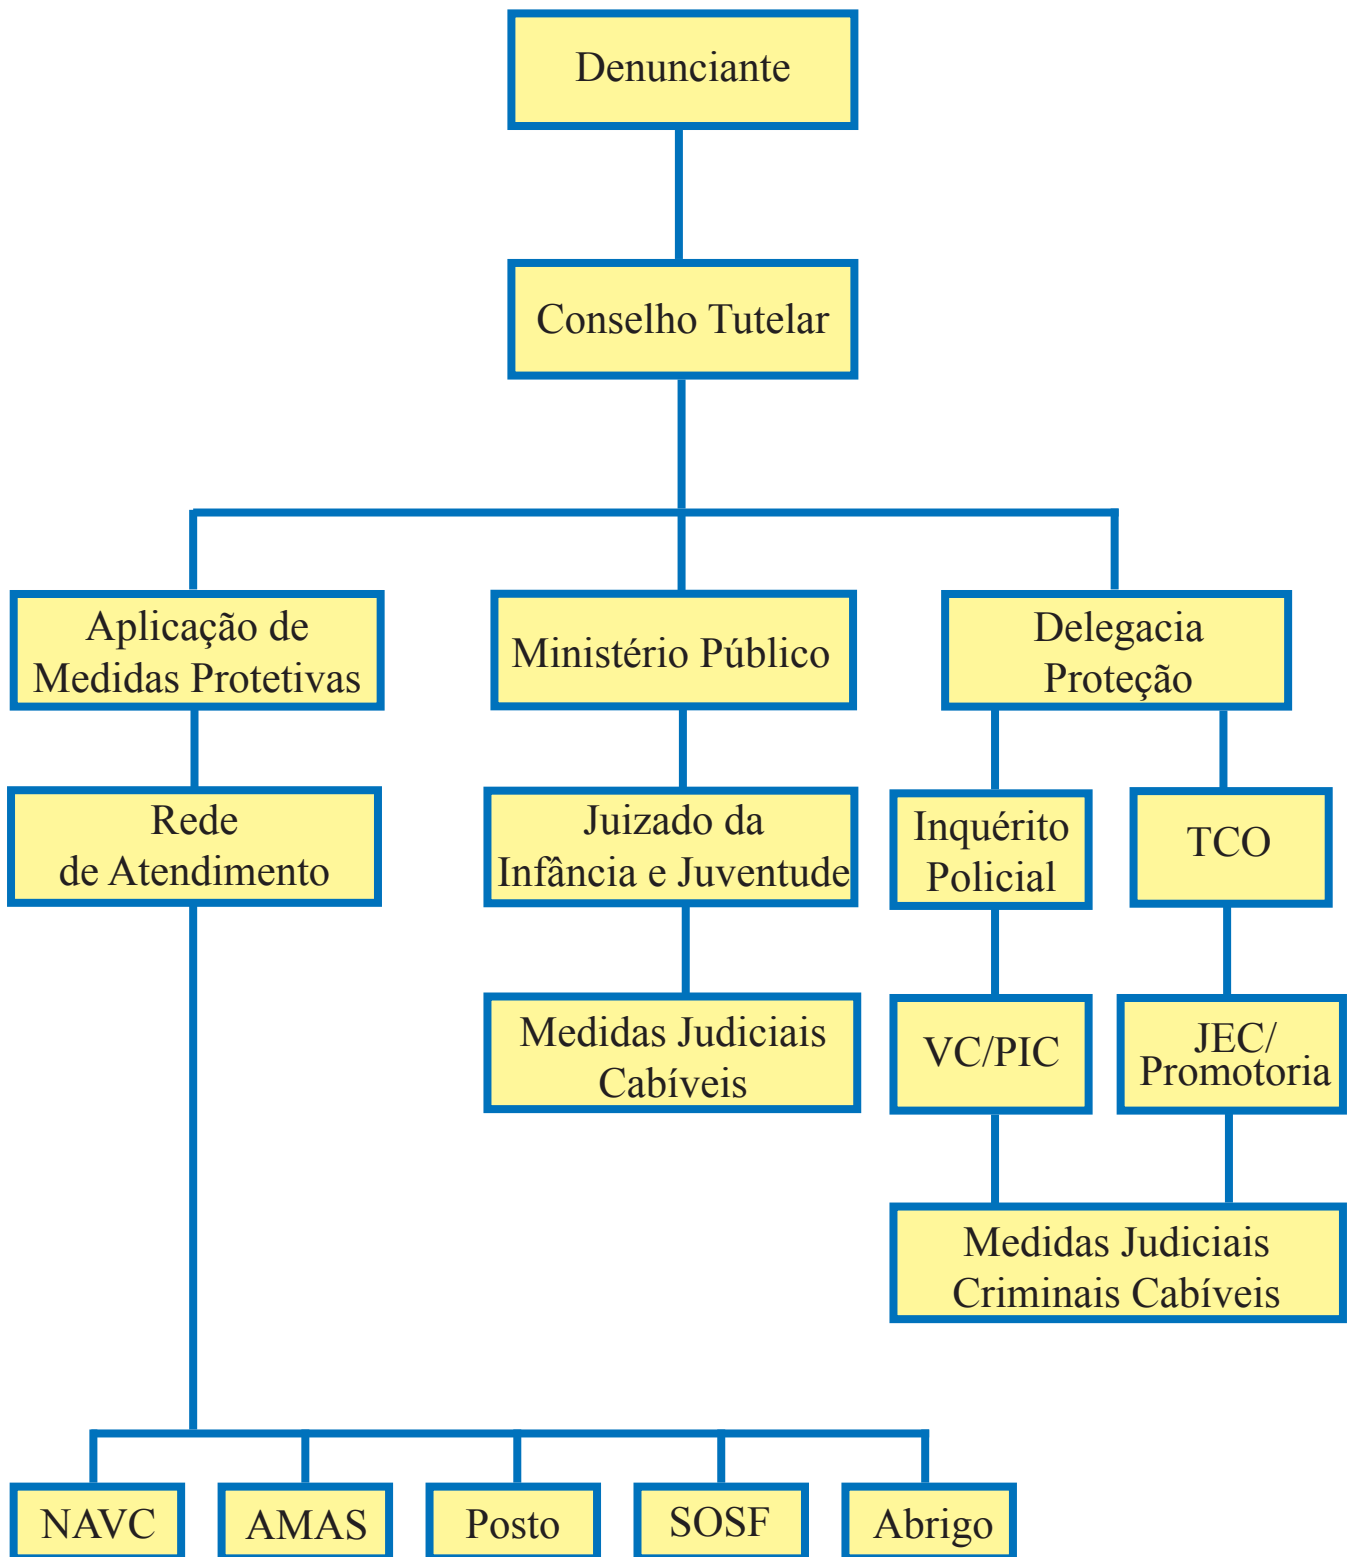 Denunciante
Conselho Tutelar
Aplicação de
Medidas Protetivas
Ministério Público
Delegacia
Proteção
Rede
de Atendimento
Juizado da
Infância e Juventude
Inquérito
Policial
TCO
Medidas Judiciais
Cabíveis
VC/PIC
JEC/
Promotoria
Medidas Judiciais
Criminais Cabíveis
NAVC
AMAS
Posto
SOSF
Abrigo